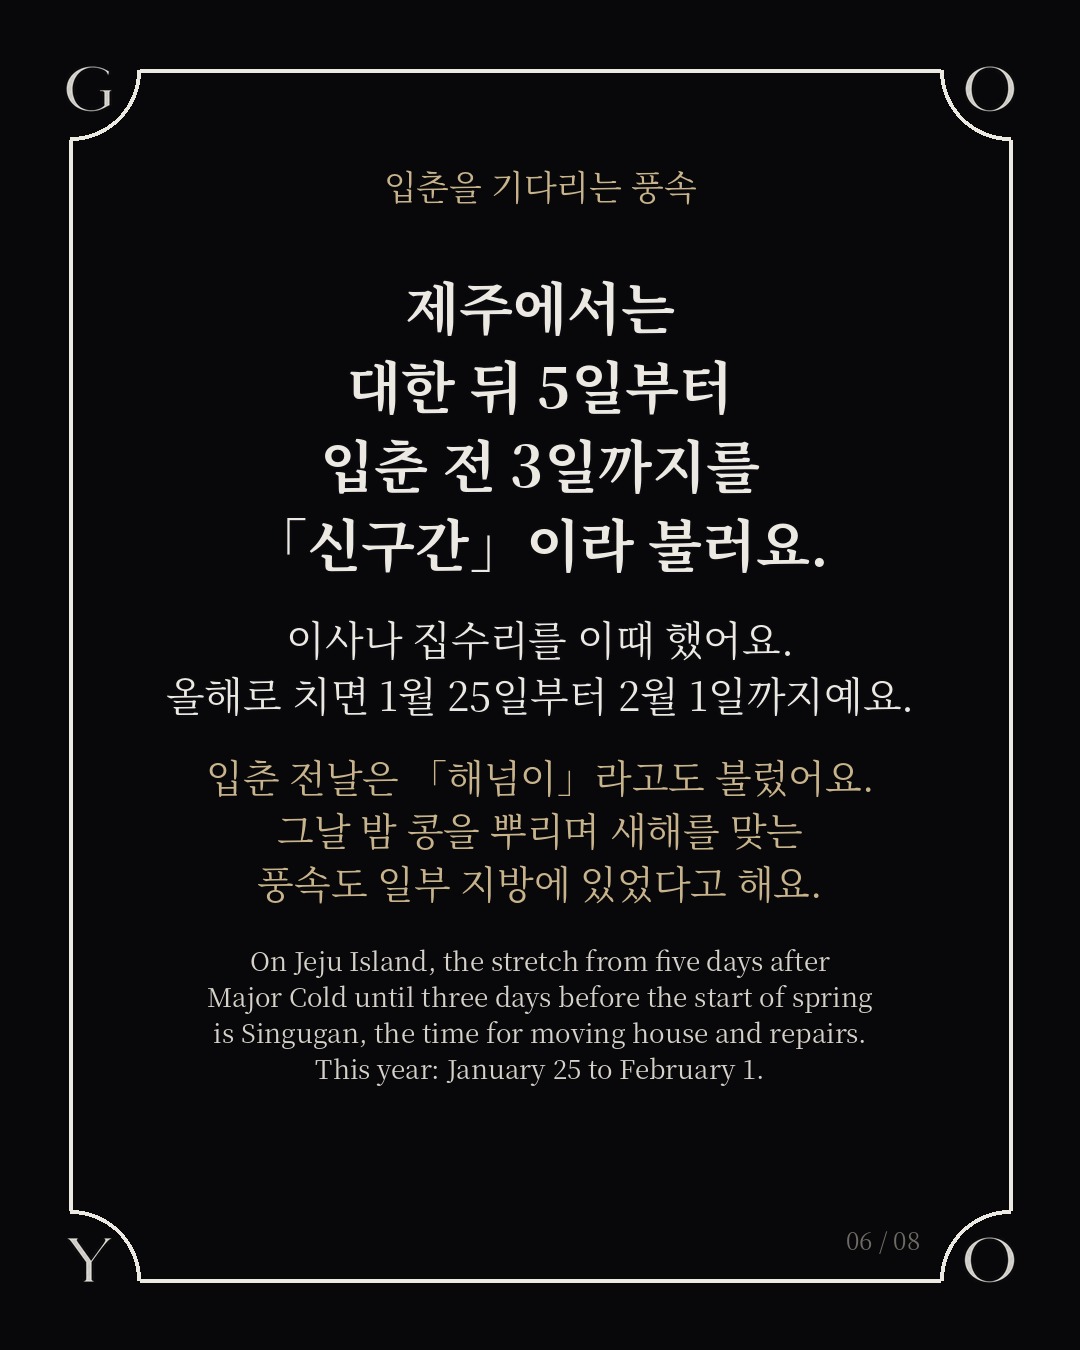 G O
입춘을 기다리는 풍속
제주에서는
대한 뒤 5일부터
입춘 전 3일까지를
「신구간」이라 불러요.
이사나 집수리를 이때 했어요.
올해로 치면 1월 25일부터 2월 1일까지예요.
입춘 전날은 「해넘이」라고도 불렀어요.
그날 밤 콩을 뿌리며 새해를 맞는
풍속도 일부 지방에 있었다고 해요.
On Jeju Island, the stretch from five days after
Major Cold until three days before the start of spring
is Singugan, the time for moving house and repairs.
This year: January 25 to February 1.
06 / 08
Y O